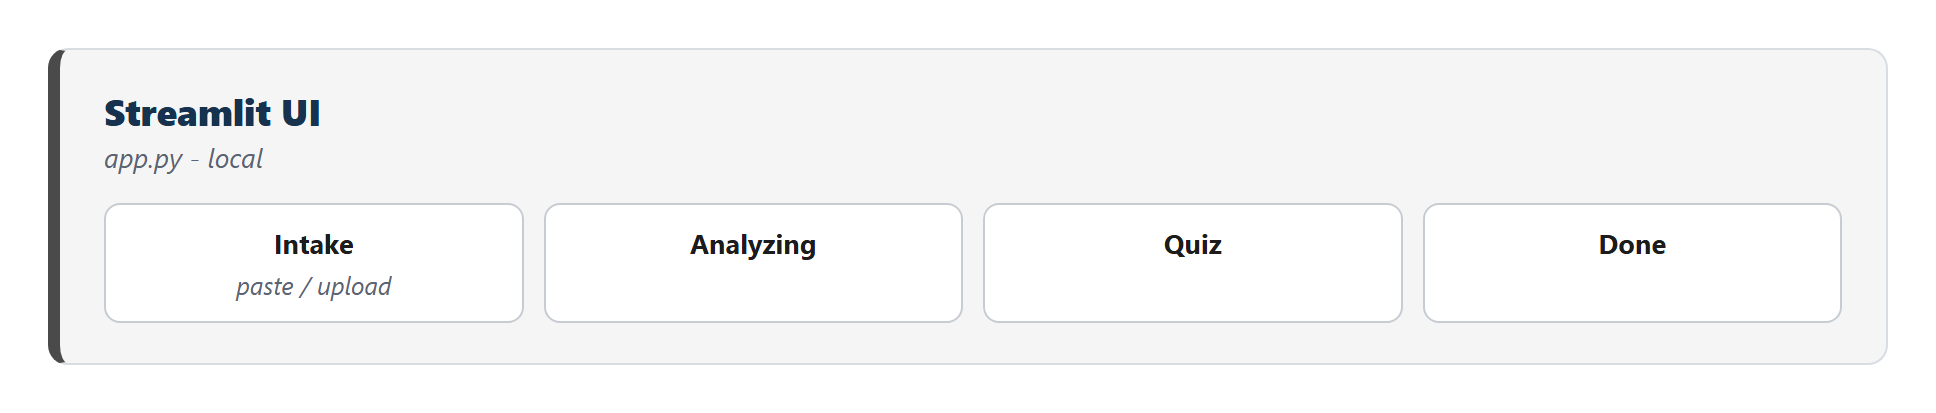 Streamlit UI
app.py - local
Intake
paste / upload
Analyzing
Quiz
Done